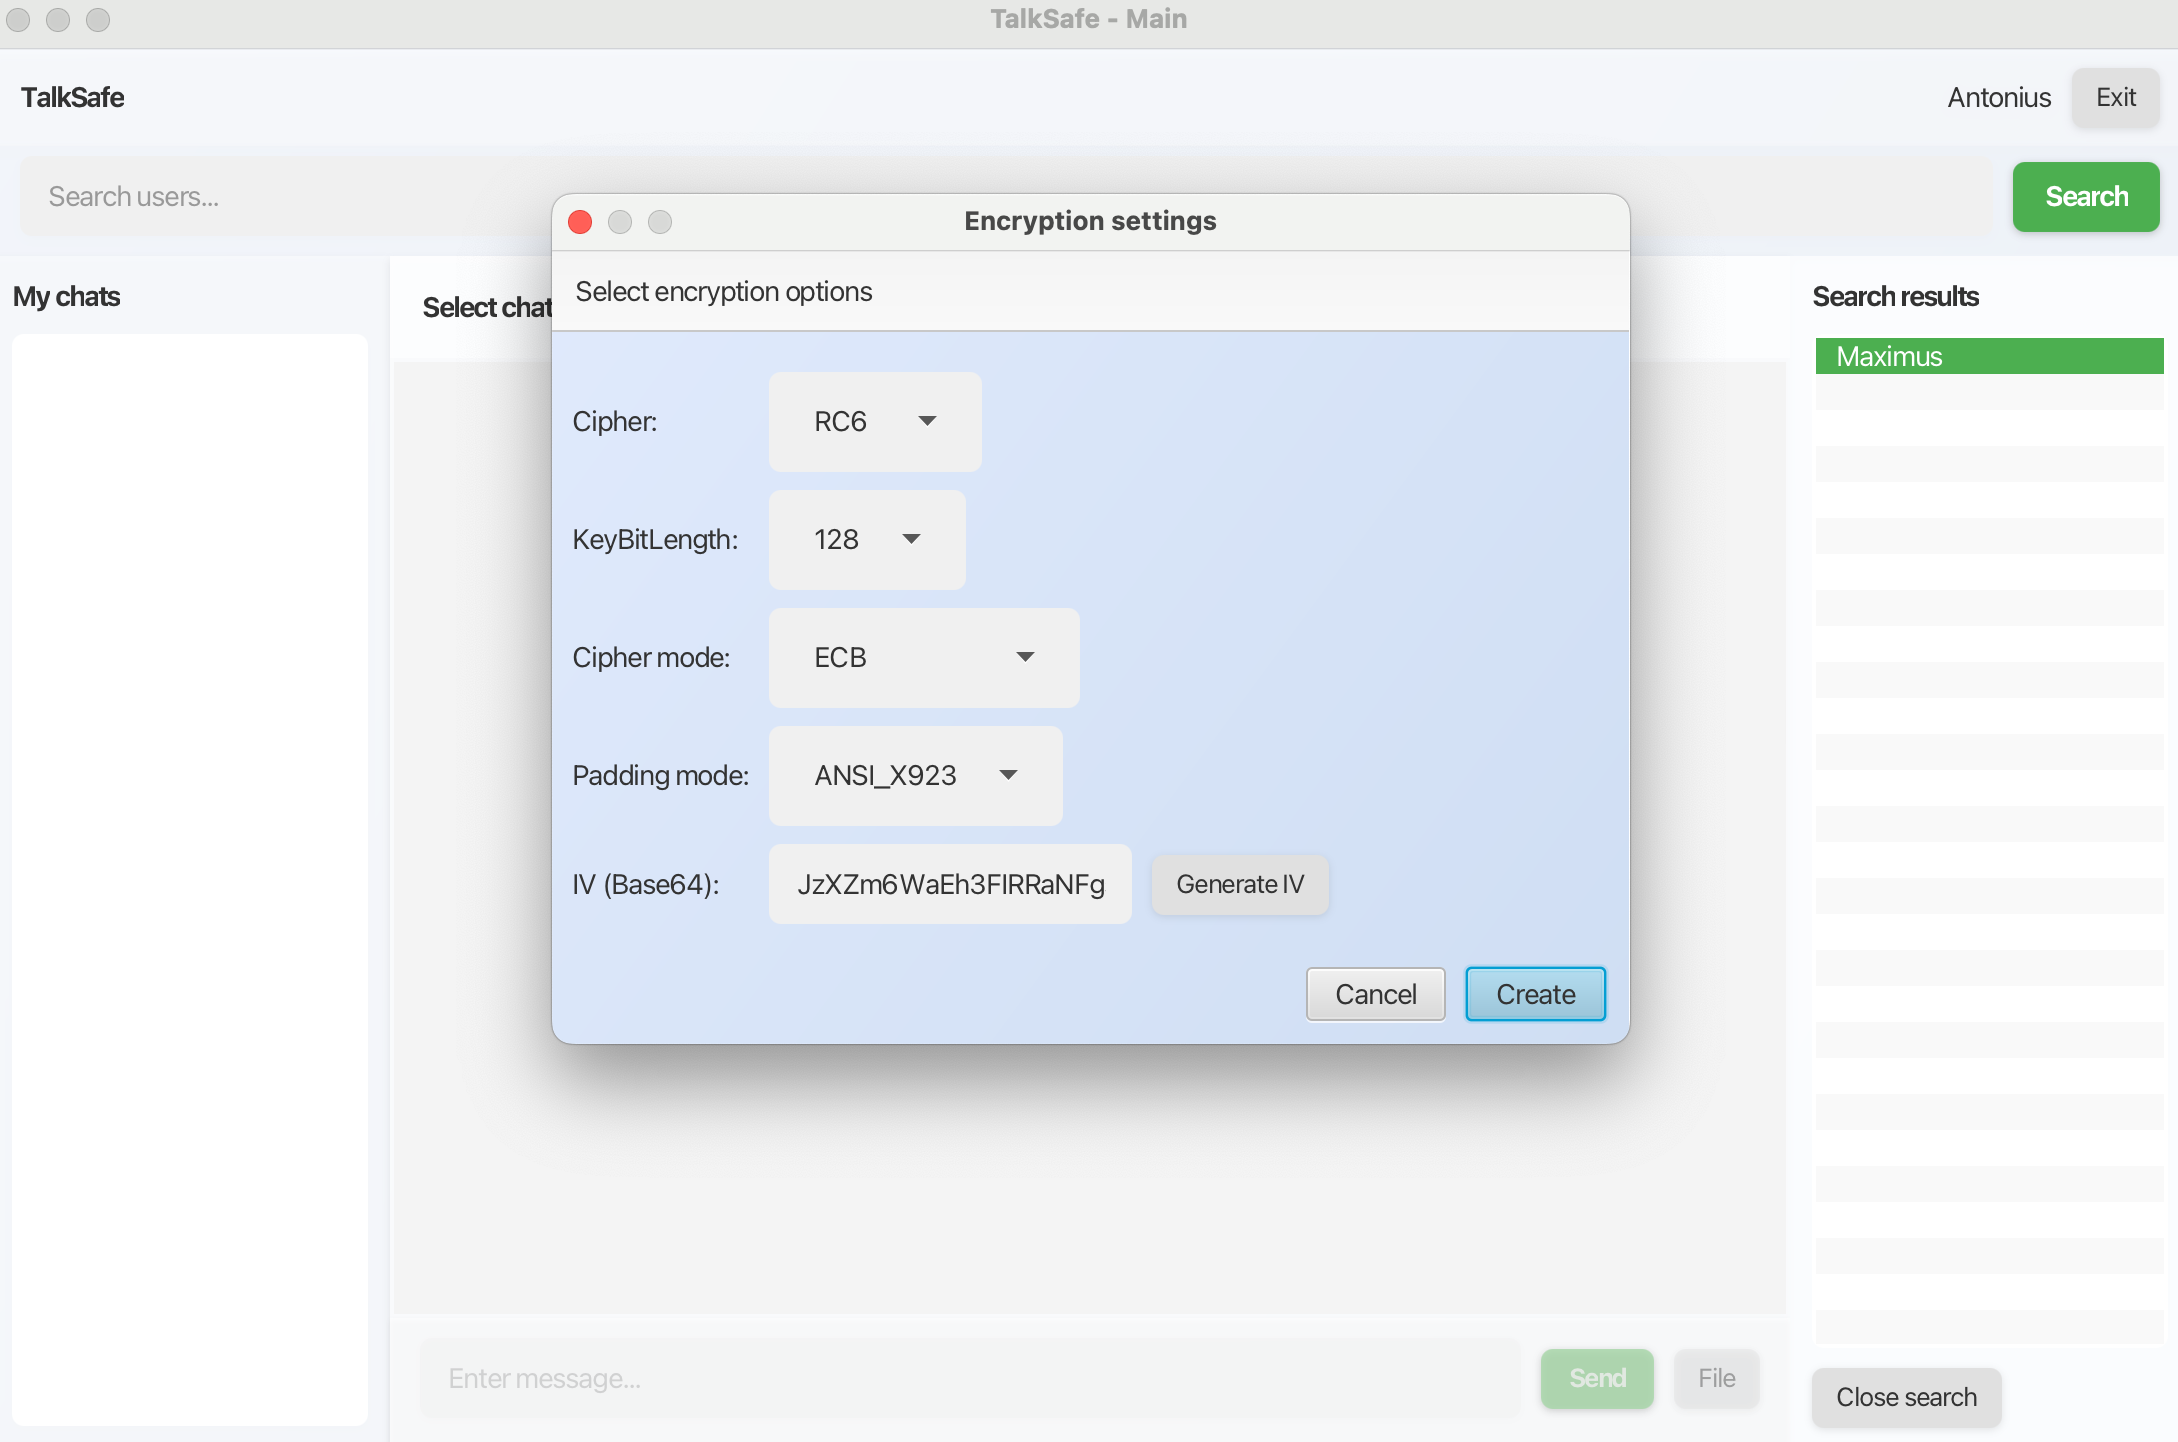 TalkSafe - Main
TalkSafe
Antonius
Exit
Search users...
Search
My chats
Select chat
Search results
Maximus
Encryption settings
Select encryption options
Cipher:
RC6
KeyBitLength:
128
Cipher mode:
ECB
Padding mode:
ANSI_X923
IV (Base64):
JzXZm6WaEh3FIRRaNFg
Generate IV
Cancel
Create
Enter message...
Send
File
Close search